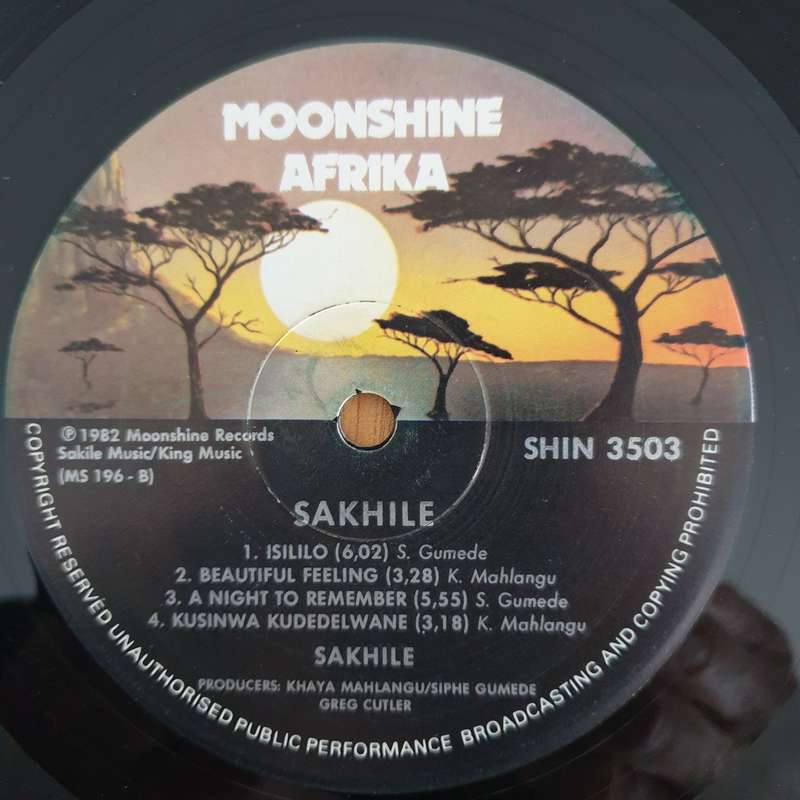 MOONSHINE
AFRIKA
℗ 1982 Moonshine Records
Sakile Music/King Music
(MS 196 - B)
SHIN 3503
SAKHILE
1. ISILILO (6,02) S. Gumede
2. BEAUTIFUL FEELING (3,28) K. Mahlangu
3. A NIGHT TO REMEMBER (5,55) S. Gumede
4. KUSINWA KUDEDELWANE (3,18) K. Mahlangu
SAKHILE
PRODUCERS: KHAYA MAHLANGU/SIPHE GUMEDE
GREG CUTLER
COPYRIGHT RESERVED UNAUTHORISED PUBLIC PERFORMANCE BROADCASTING AND COPYING PROHIBITED